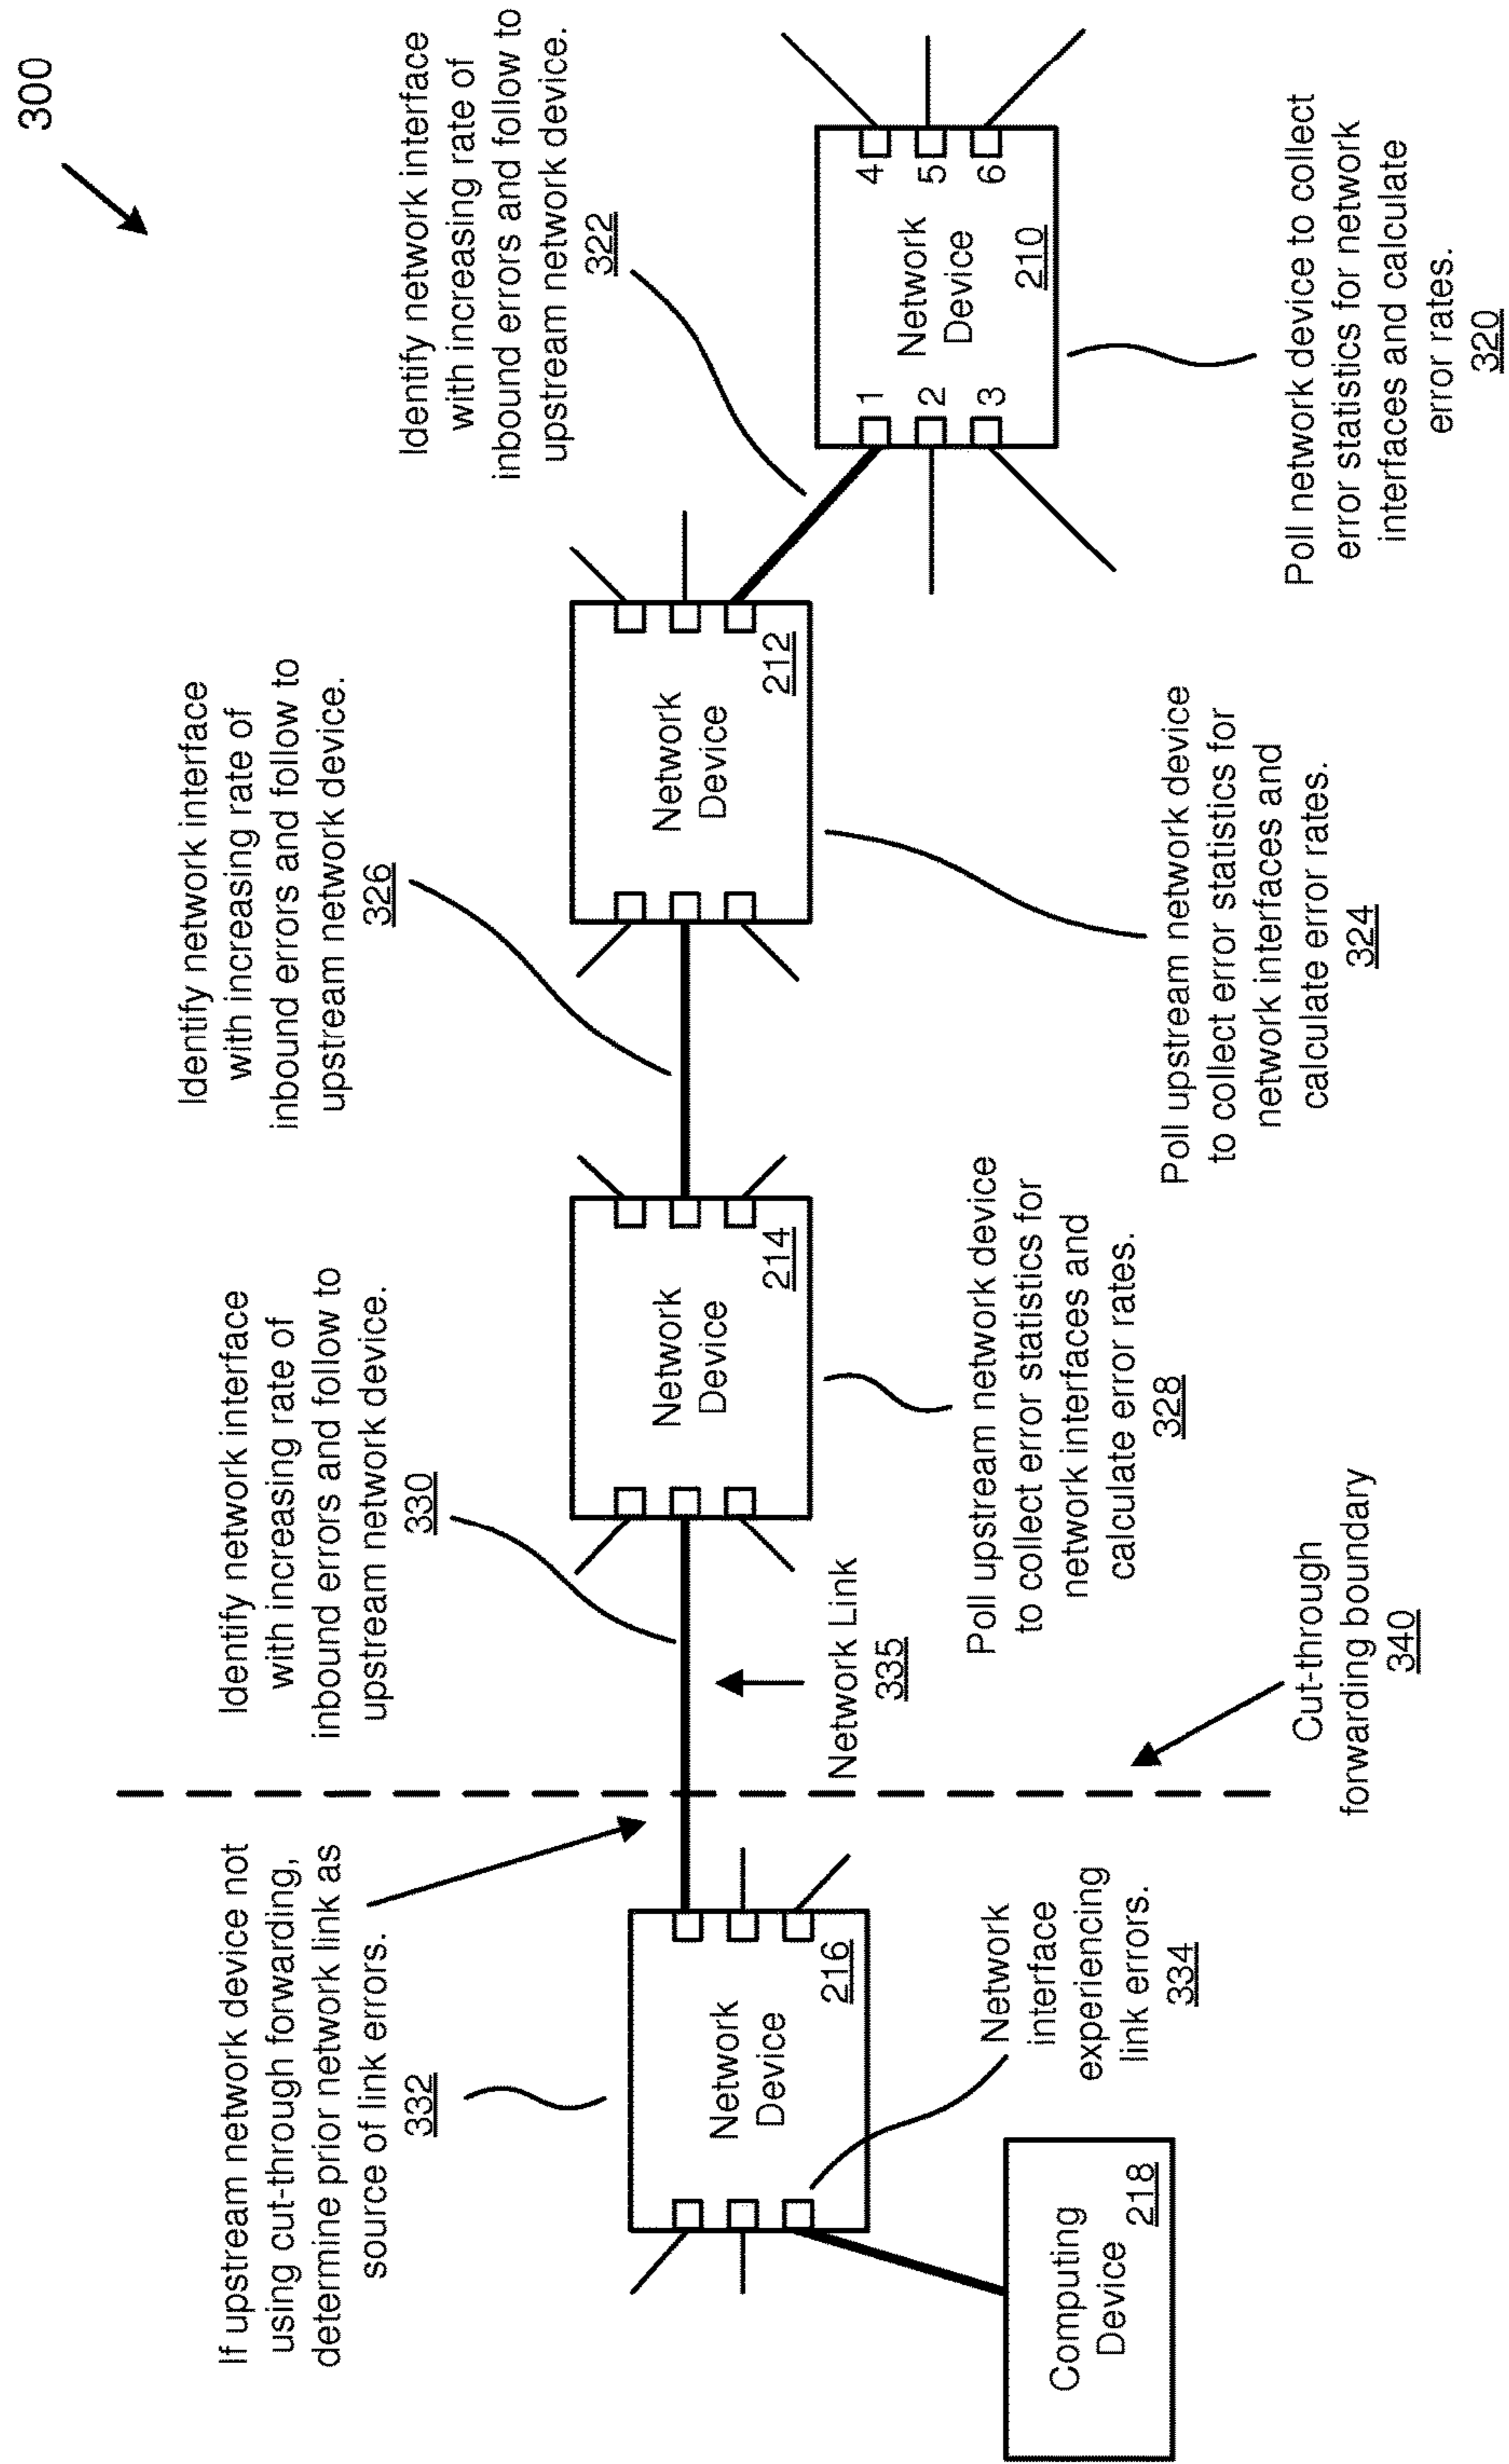 300
If upstream network device not
using cut-through forwarding,
determine prior network link as
source of link errors.
332
Identify network interface
with increasing rate of
inbound errors and follow to
upstream network device.
330
Identify network interface
with increasing rate of
inbound errors and follow to
upstream network device.
326
Identify network interface
with increasing rate of
inbound errors and follow to
upstream network device.
322
Computing
Device
218
Network
Device
216
Network
Device
214
Network
Device
212
Network
Device
210
1
2
3
4
5
6
Network
interface
experiencing
link errors.
334
Network Link
335
Cut-through
forwarding boundary
340
Poll upstream network device
to collect error statistics for
network interfaces and
calculate error rates.
328
Poll upstream network device
to collect error statistics for
network interfaces and
calculate error rates.
324
Poll network device to collect
error statistics for network
interfaces and calculate
error rates.
320